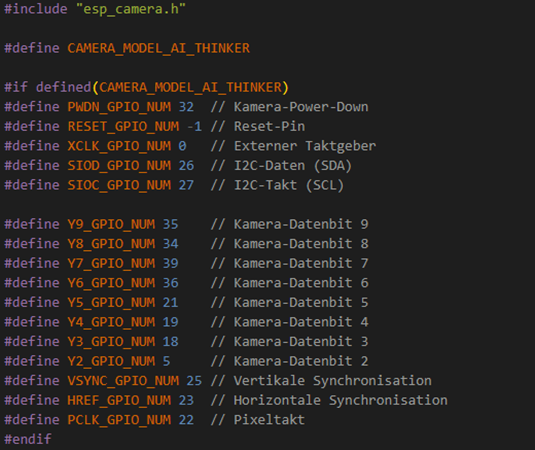 #include "esp_camera.h"
#define CAMERA_MODEL_AI_THINKER
#if defined(CAMERA_MODEL_AI_THINKER)
#define PWDN_GPIO_NUM 32  // Kamera-Power-Down
#define RESET_GPIO_NUM -1 // Reset-Pin
#define XCLK_GPIO_NUM 0   // Externer Taktgeber
#define SIOD_GPIO_NUM 26  // I2C-Daten (SDA)
#define SIOC_GPIO_NUM 27  // I2C-Takt (SCL)
#define Y9_GPIO_NUM 35    // Kamera-Datenbit 9
#define Y8_GPIO_NUM 34    // Kamera-Datenbit 8
#define Y7_GPIO_NUM 39    // Kamera-Datenbit 7
#define Y6_GPIO_NUM 36    // Kamera-Datenbit 6
#define Y5_GPIO_NUM 21    // Kamera-Datenbit 5
#define Y4_GPIO_NUM 19    // Kamera-Datenbit 4
#define Y3_GPIO_NUM 18    // Kamera-Datenbit 3
#define Y2_GPIO_NUM 5     // Kamera-Datenbit 2
#define VSYNC_GPIO_NUM 25 // Vertikale Synchronisation
#define HREF_GPIO_NUM 23  // Horizontale Synchronisation
#define PCLK_GPIO_NUM 22  // Pixeltakt
#endif